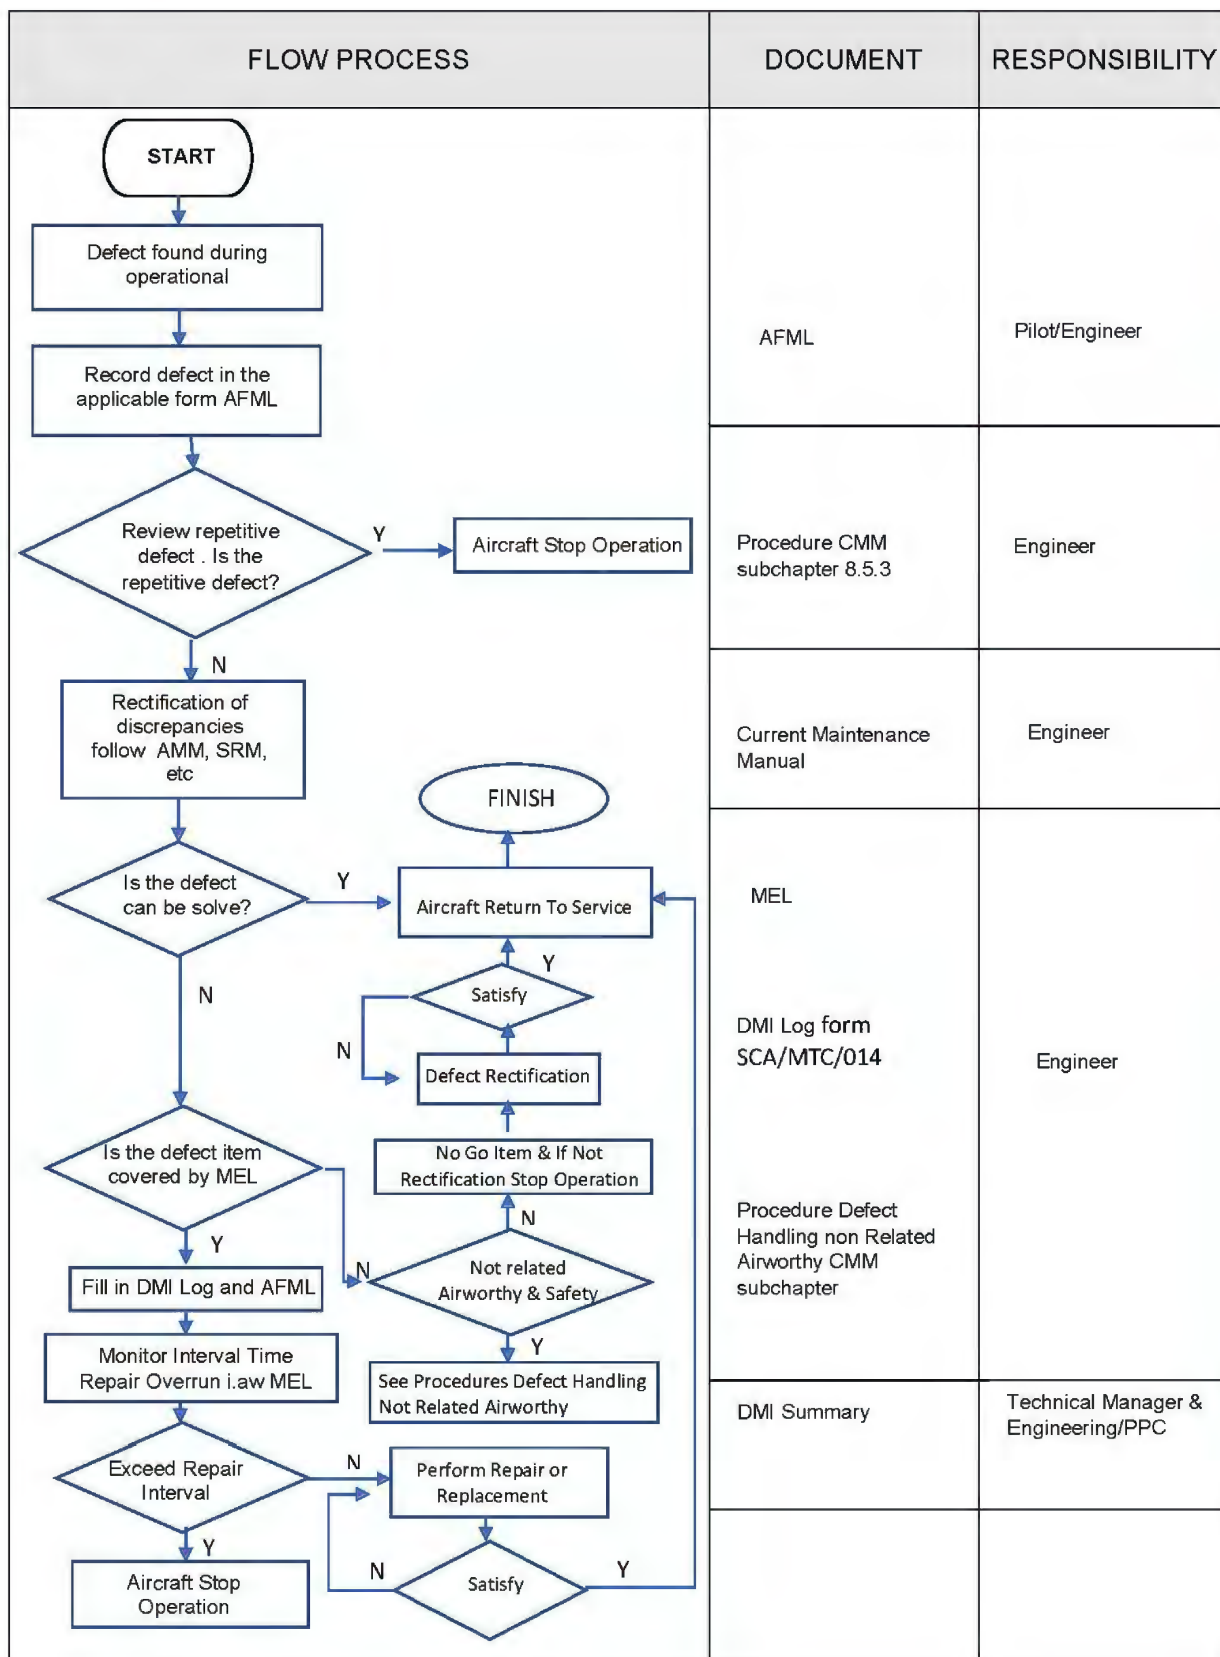 FLOW PROCESS
DOCUMENT
RESPONSIBILITY
START
Defect found during
operational
Record defect in the
applicable form AFML
AFML
Pilot/Engineer
Review repetitive
defect . Is the
repetitive defect?
Y
Aircraft Stop Operation
Procedure CMM
subchapter 8.5.3
Engineer
N
Rectification of
discrepancies
follow AMM, SRM,
etc
Current Maintenance
Manual
Engineer
FINISH
Is the defect
can be solve?
Y
Aircraft Return To Service
MEL
N
Y
Satisfy
N
Defect Rectification
DMI Log form
SCA/MTC/014
Engineer
Is the defect item
covered by MEL
No Go Item & If Not
Rectification Stop Operation
N
Y
N
Not related
Airworthy & Safety
Procedure Defect
Handling non Related
Airworthy CMM
subchapter
Fill in DMI Log and AFML
Y
Monitor Interval Time
Repair Overrun i.aw MEL
See Procedures Defect Handling
Not Related Airworthy
DMI Summary
Technical Manager &
Engineering/PPC
Exceed Repair
Interval
N
Perform Repair or
Replacement
Y
Aircraft Stop
Operation
N
Satisfy
Y